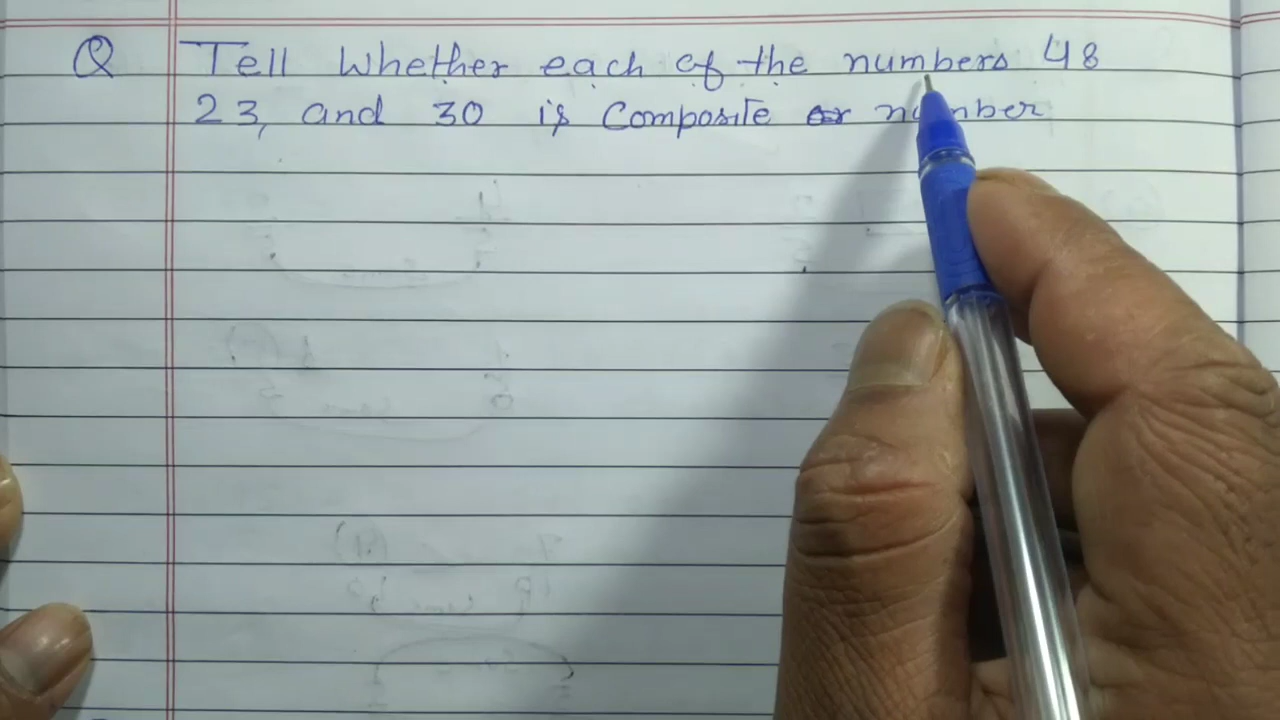 Q Tell Whether each of the numbers 48
23, and 30 is Composite or number